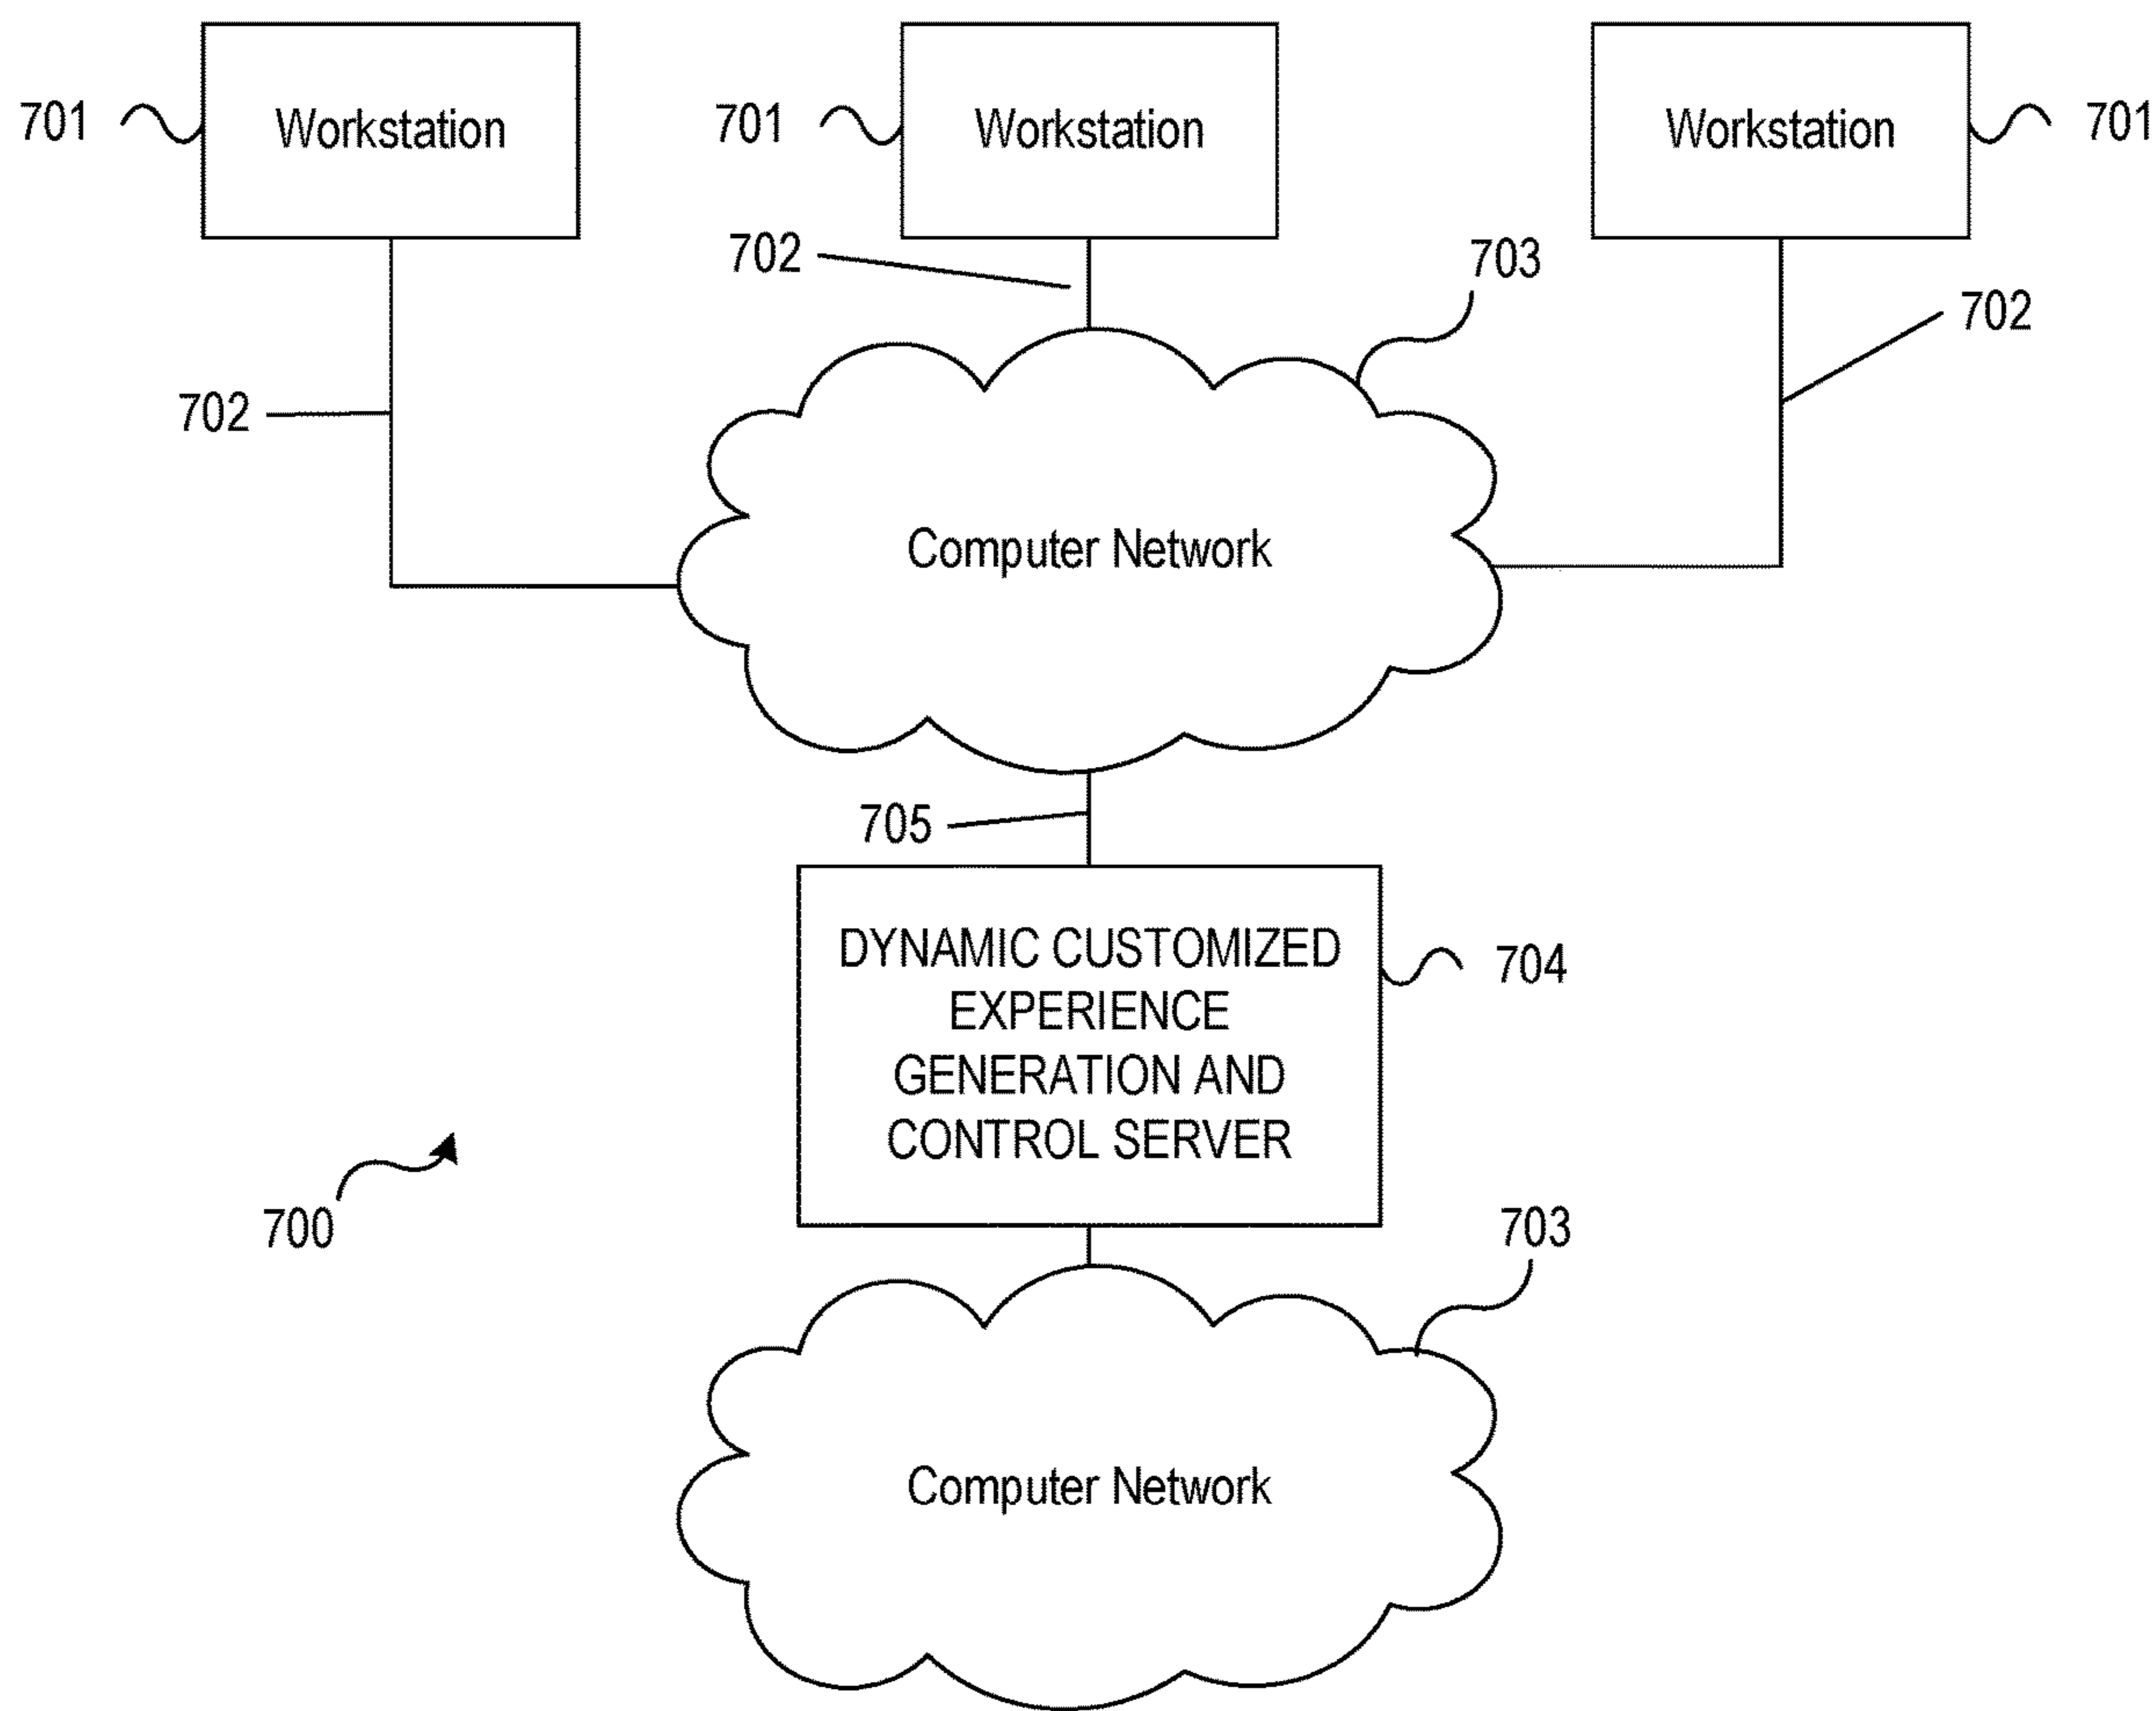 701
Workstation
701
Workstation
Workstation
701
702
703
702
702
Computer Network
705
DYNAMIC CUSTOMIZED
EXPERIENCE
GENERATION AND
CONTROL SERVER
704
700
703
Computer Network